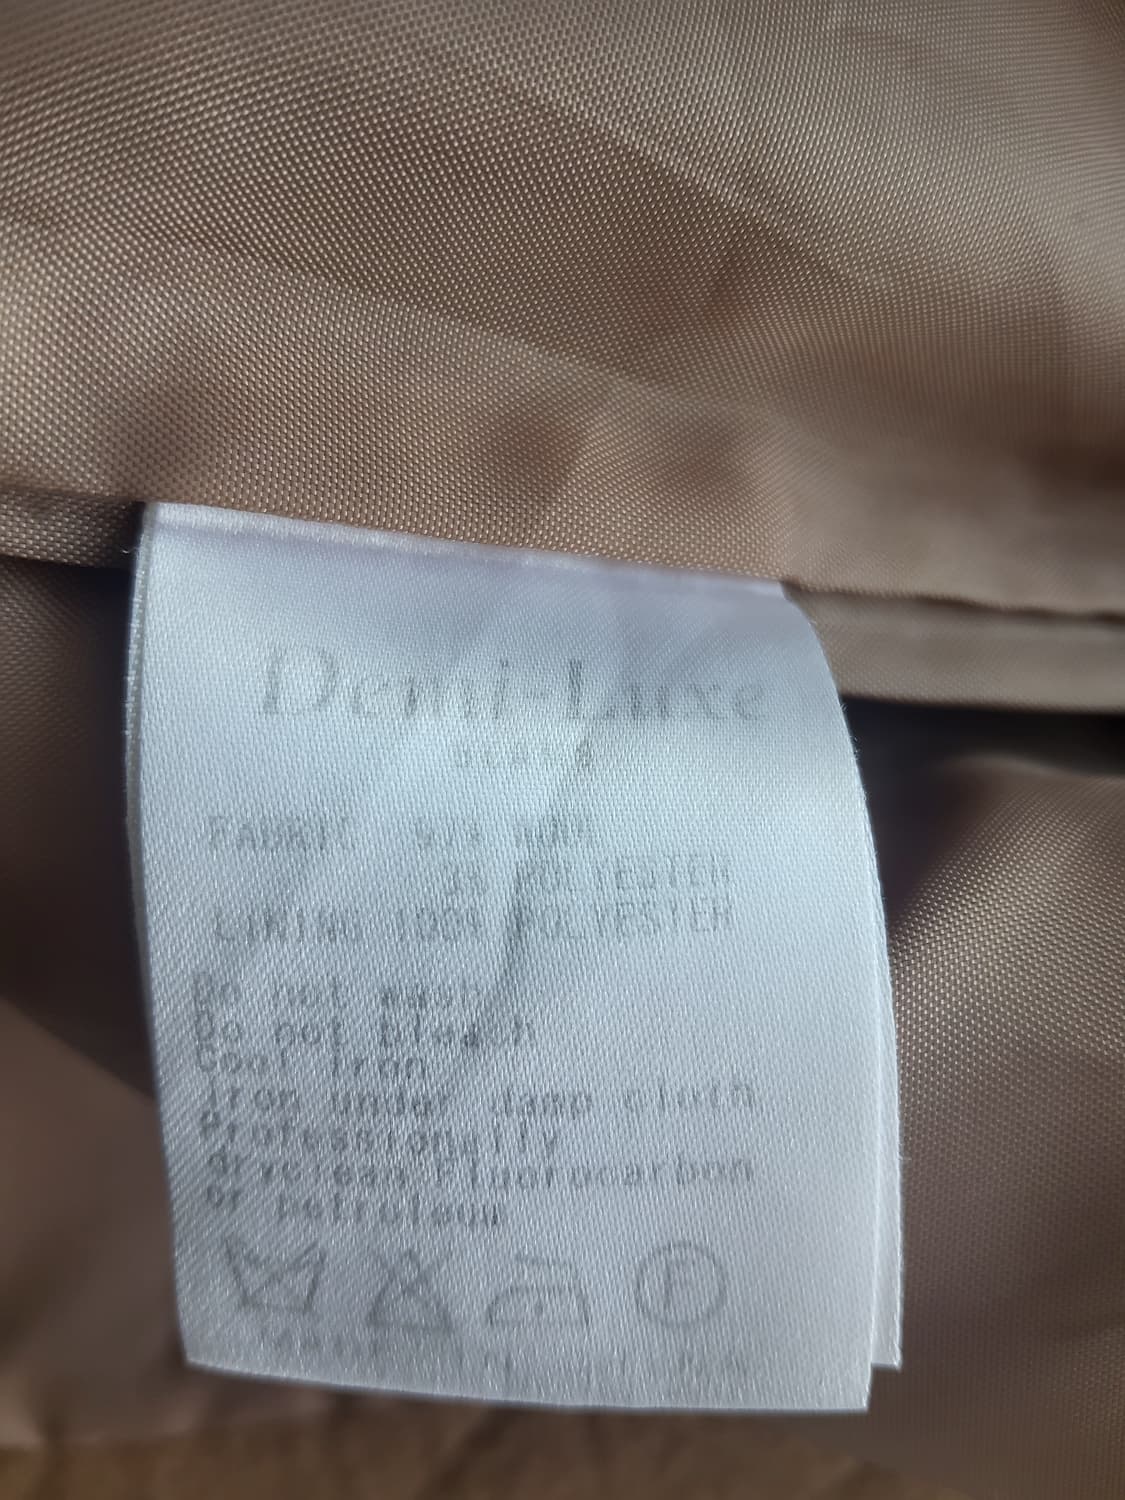 Demi-Luxe
FABRIC
3% POLYESTER
LINING 100% POLYESTER
Do not wash
Do not bleach
Cool iron
Iron under damp cloth
Professionally
dryclean Fluorocarbon
or petroleum
F